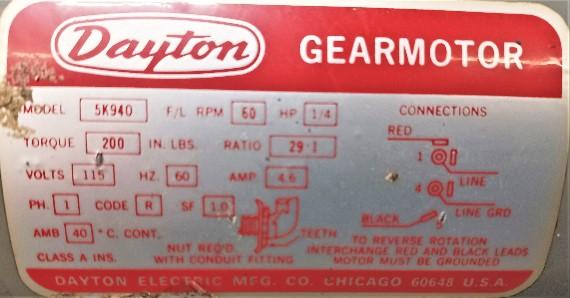 Dayton GEARMOTOR
MODEL 5K940 F/L RPM 60 HP 1/4
TORQUE 200 IN. LBS. RATIO 29·1
VOLTS 115 HZ. 60 AMP 4.6
PH. 1 CODE R SF 1.0
AMB 40 °C. CONT.
CLASS A INS.
NUT REQ'D.
WITH CONDUIT FITTING
TEETH
CONNECTIONS
RED
1
LINE
4
LINE GRD
BLACK
TO REVERSE ROTATION
INTERCHANGE RED AND BLACK LEADS
MOTOR MUST BE GROUNDED
DAYTON ELECTRIC MFG. CO. CHICAGO 60648 U.S.A.